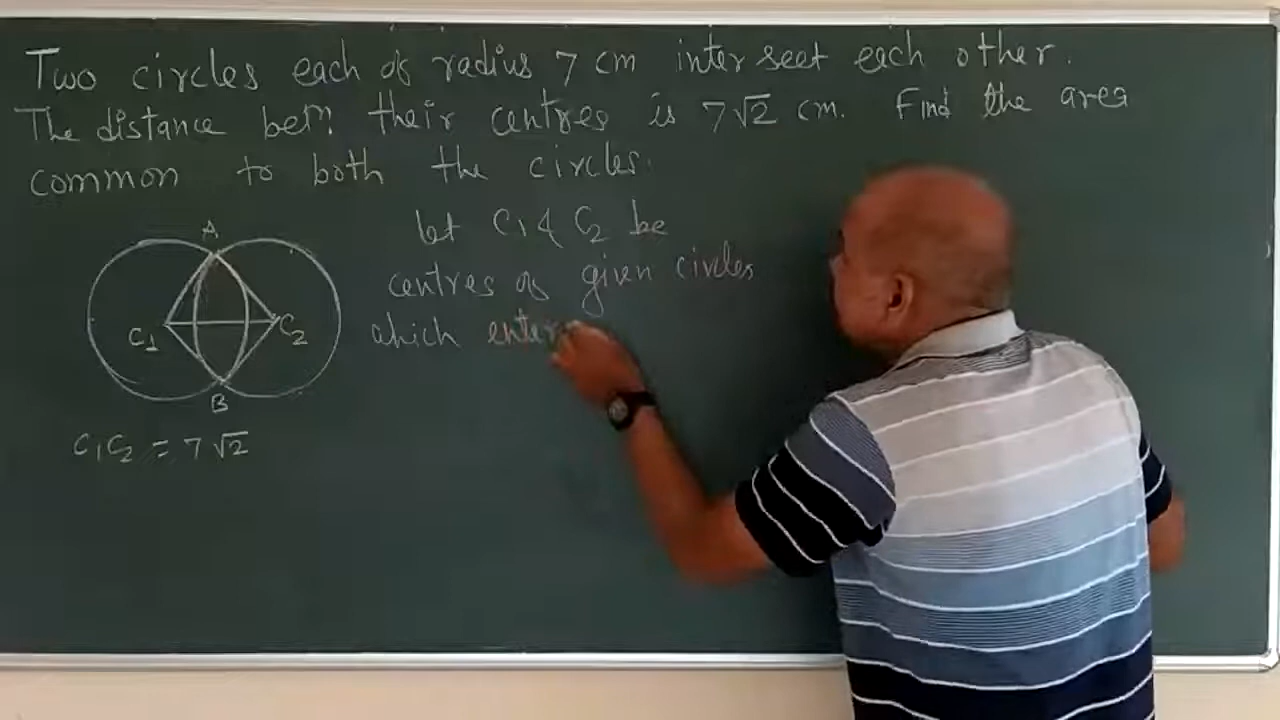 Two circles each of radius 7 cm interseet each other.
The distance betn. their centres is 7√2 cm. Find the area
common to both the circles.
let C1 & C2 be
centres of given circles
which enter
A
C1
C2
B
C1C2 = 7√2